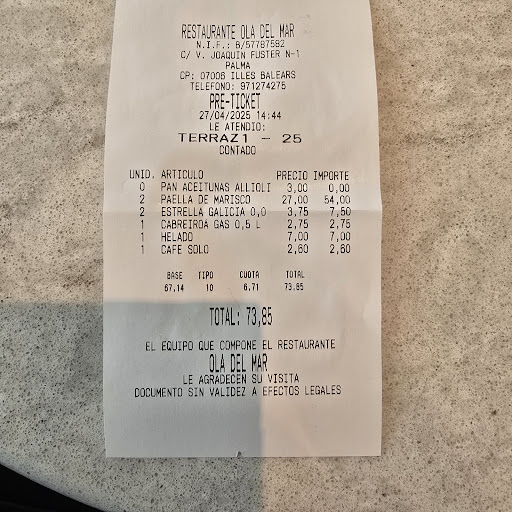 RESTAURANTE OLA DEL MAR
N.I.F.: B/57787592
C/ V. JOAQUIN FUSTER N-1
PALMA
CP: 07006 ILLES BALEARS
TELEFONO: 971274275
PRE-TICKET
27/04/2025 14:44
LE ATENDIO:
TERRAZ1 - 25
CONTADO
UNID. ARTICULO PRECIO IMPORTE
0 PAN ACEITUNAS ALLIOLI 3,00 0,00
2 PAELLA DE MARISCO 27,00 54,00
2 ESTRELLA GALICIA 0,0 3,75 7,50
1 CABREIROA GAS 0,5 L 2,75 2,75
1 HELADO 7,00 7,00
1 CAFE SOLO 2,60 2,60
BASE TIPO CUOTA TOTAL
67,14 10 6,71 73,85
TOTAL: 73,85
EL EQUIPO QUE COMPONE EL RESTAURANTE
OLA DEL MAR
LE AGRADECEN SU VISITA
DOCUMENTO SIN VALIDEZ A EFECTOS LEGALES